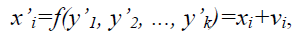 x'ᵢ=f(y'₁, y'₂, ..., y'ₖ)=xᵢ+vᵢ,